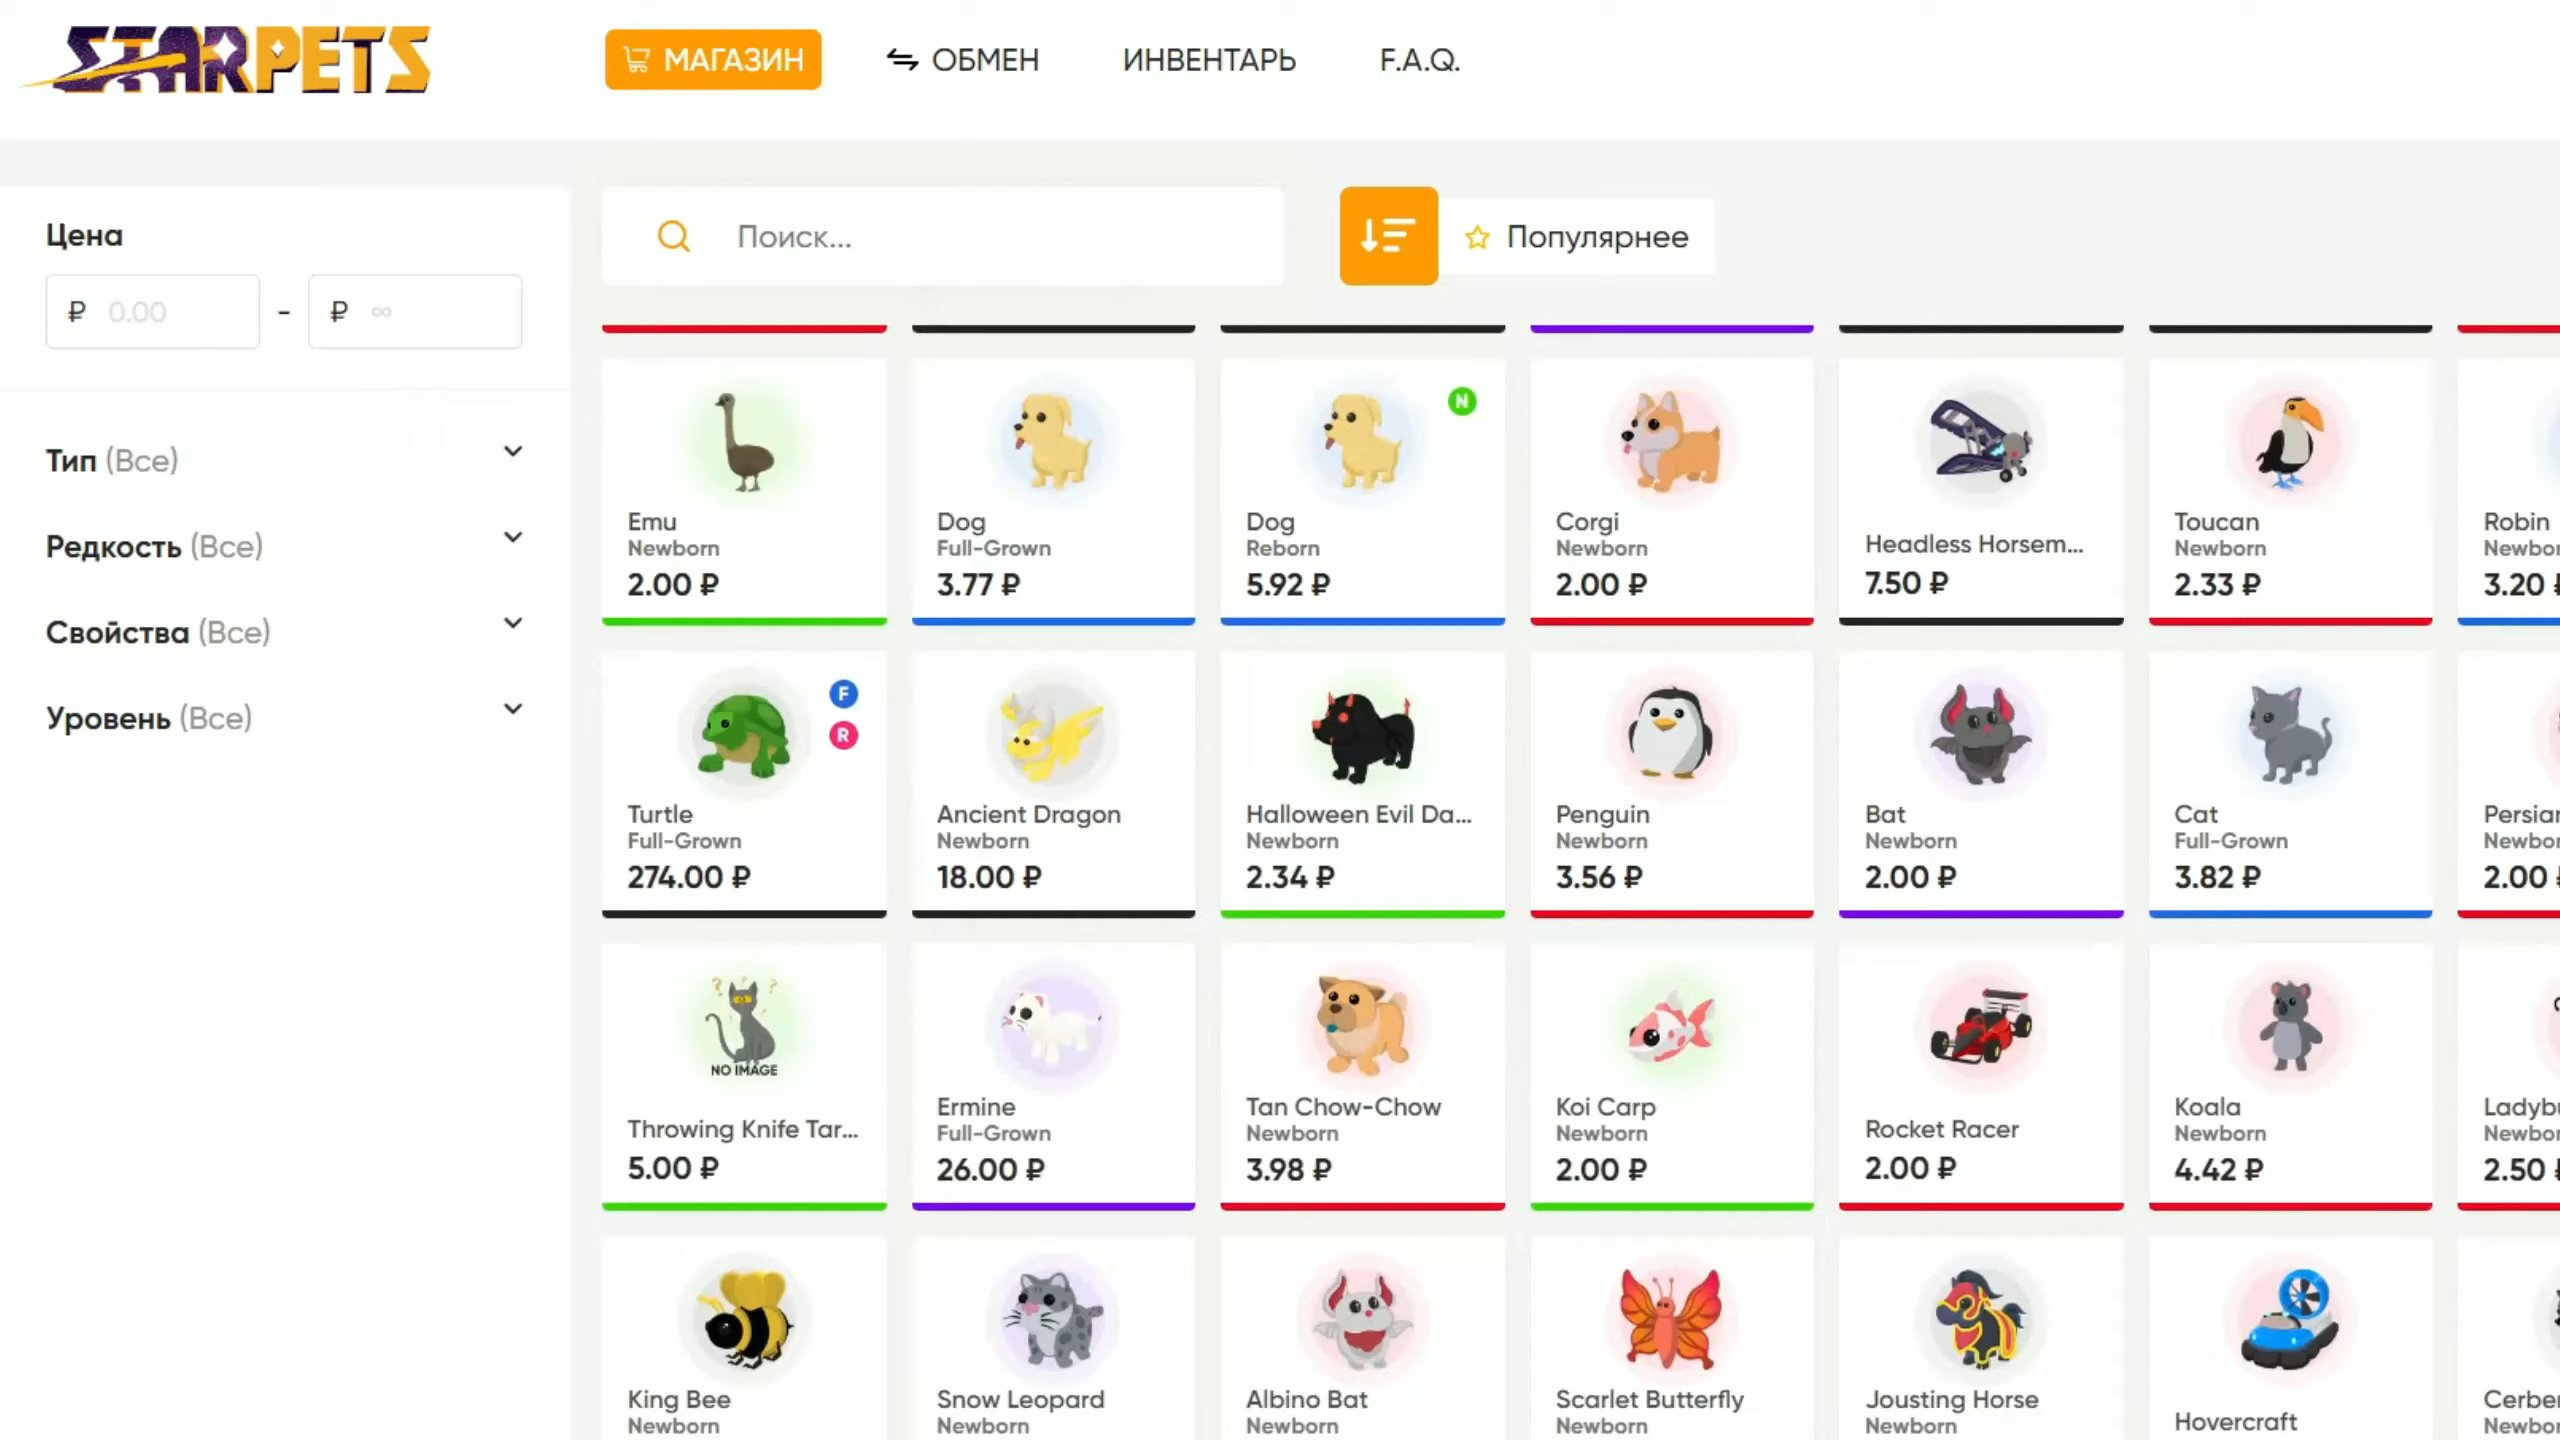 STARPETS
МАГАЗИН
ОБМЕН
ИНВЕНТАРЬ
F.A.Q.
Цена
₽ 0.00 - ₽ ∞
Тип (Все)
Редкость (Все)
Свойства (Все)
Уровень (Все)
Поиск...
Популярнее
Emu
Newborn
2.00 ₽
Dog
Full-Grown
3.77 ₽
N
Dog
Reborn
5.92 ₽
Corgi
Newborn
2.00 ₽
Headless Horsem...
7.50 ₽
Toucan
Newborn
2.33 ₽
Robin
3.20
F
R
Turtle
Full-Grown
274.00 ₽
Ancient Dragon
Newborn
18.00 ₽
Halloween Evil Da...
Newborn
2.34 ₽
Penguin
Newborn
3.56 ₽
Bat
Newborn
2.00 ₽
Cat
Full-Grown
3.82 ₽
2.00
NO IMAGE
Throwing Knife Tar...
5.00 ₽
Ermine
Full-Grown
26.00 ₽
Tan Chow-Chow
Newborn
3.98 ₽
Koi Carp
Newborn
2.00 ₽
Rocket Racer
2.00 ₽
Koala
Newborn
4.42 ₽
2.50
King Bee
Newborn
Snow Leopard
Newborn
Albino Bat
Newborn
Scarlet Butterfly
Newborn
Jousting Horse
Newborn
Hovercraft